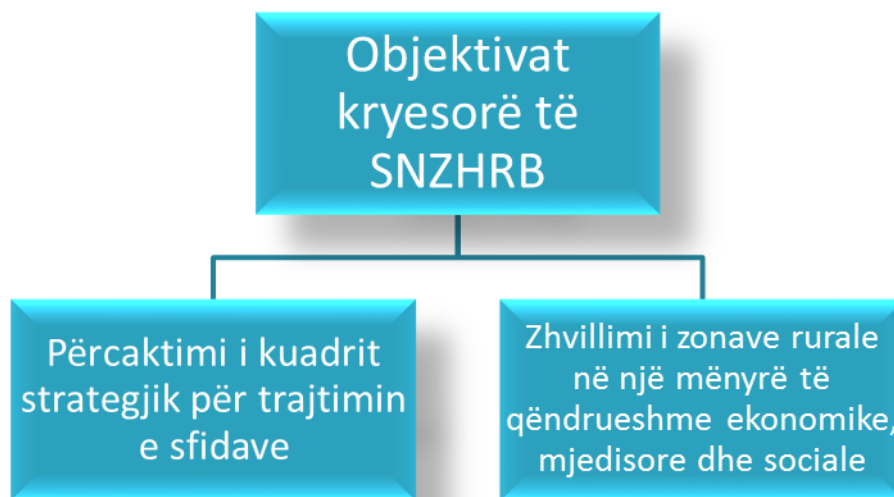 Objektivat
kryesorë të
SNZHRB
Përcaktimi i kuadrit
strategjik për trajtimin
e sfidave
Zhvillimi i zonave rurale
në një mënyrë të
qëndrueshme ekonomike,
mjedisore dhe sociale